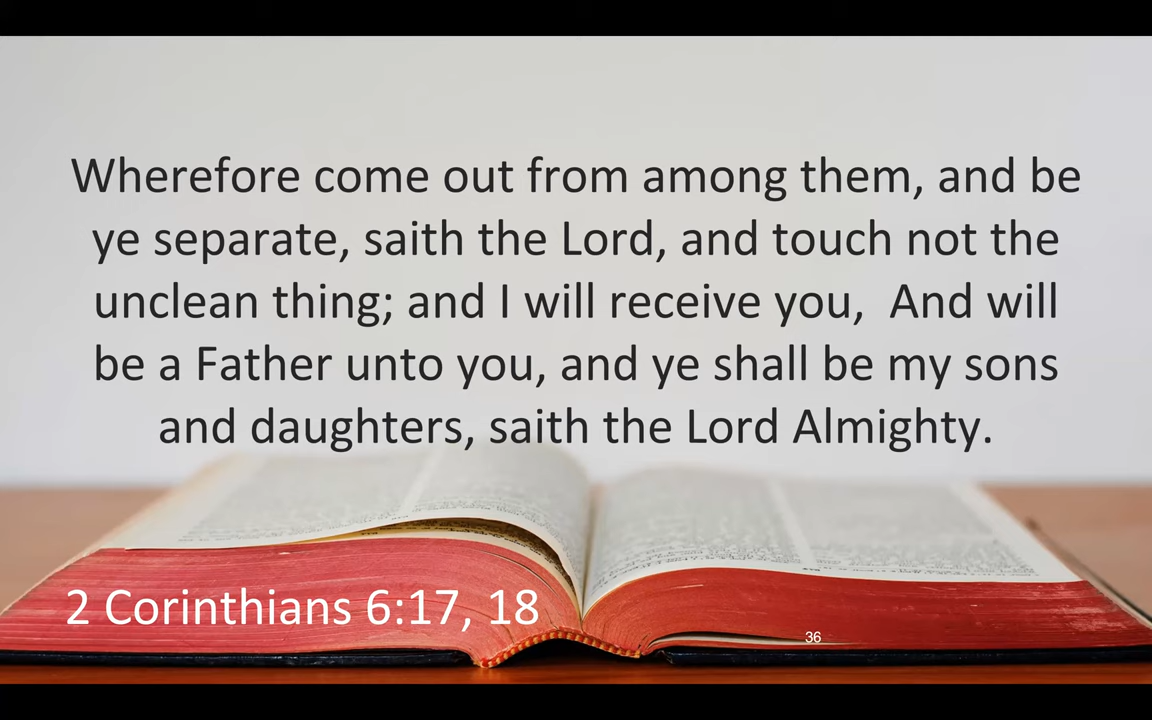 Wherefore come out from among them, and be
ye separate, saith the Lord, and touch not the
unclean thing; and I will receive you,  And will
be a Father unto you, and ye shall be my sons
and daughters, saith the Lord Almighty.
2 Corinthians 6:17, 18
36